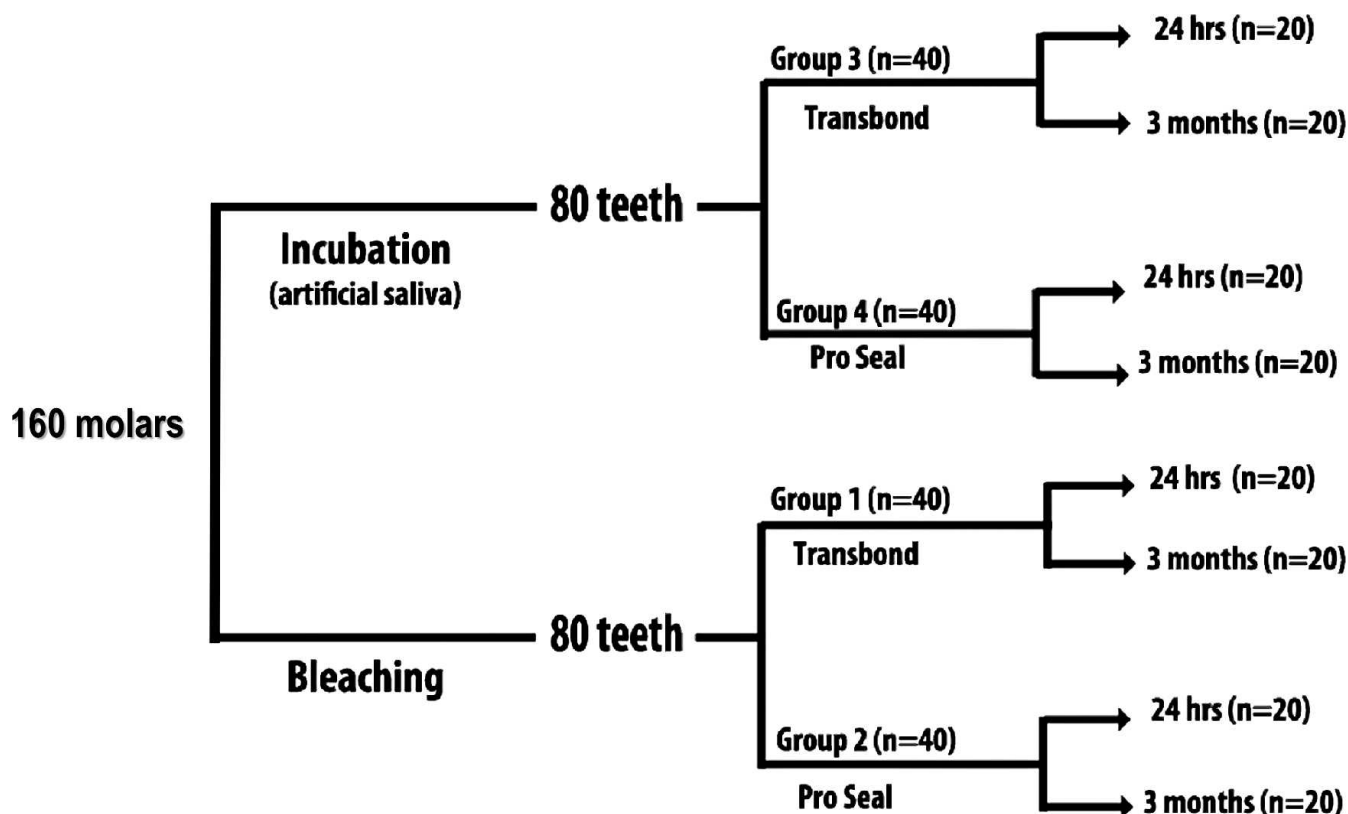 160 molars
Incubation
(artificial saliva)
80 teeth
Group 3 (n=40)
Transbond
24 hrs (n=20)
3 months (n=20)
Group 4 (n=40)
Pro Seal
24 hrs (n=20)
3 months (n=20)
Bleaching
80 teeth
Group 1 (n=40)
Transbond
24 hrs (n=20)
3 months (n=20)
Group 2 (n=40)
Pro Seal
24 hrs (n=20)
3 months (n=20)